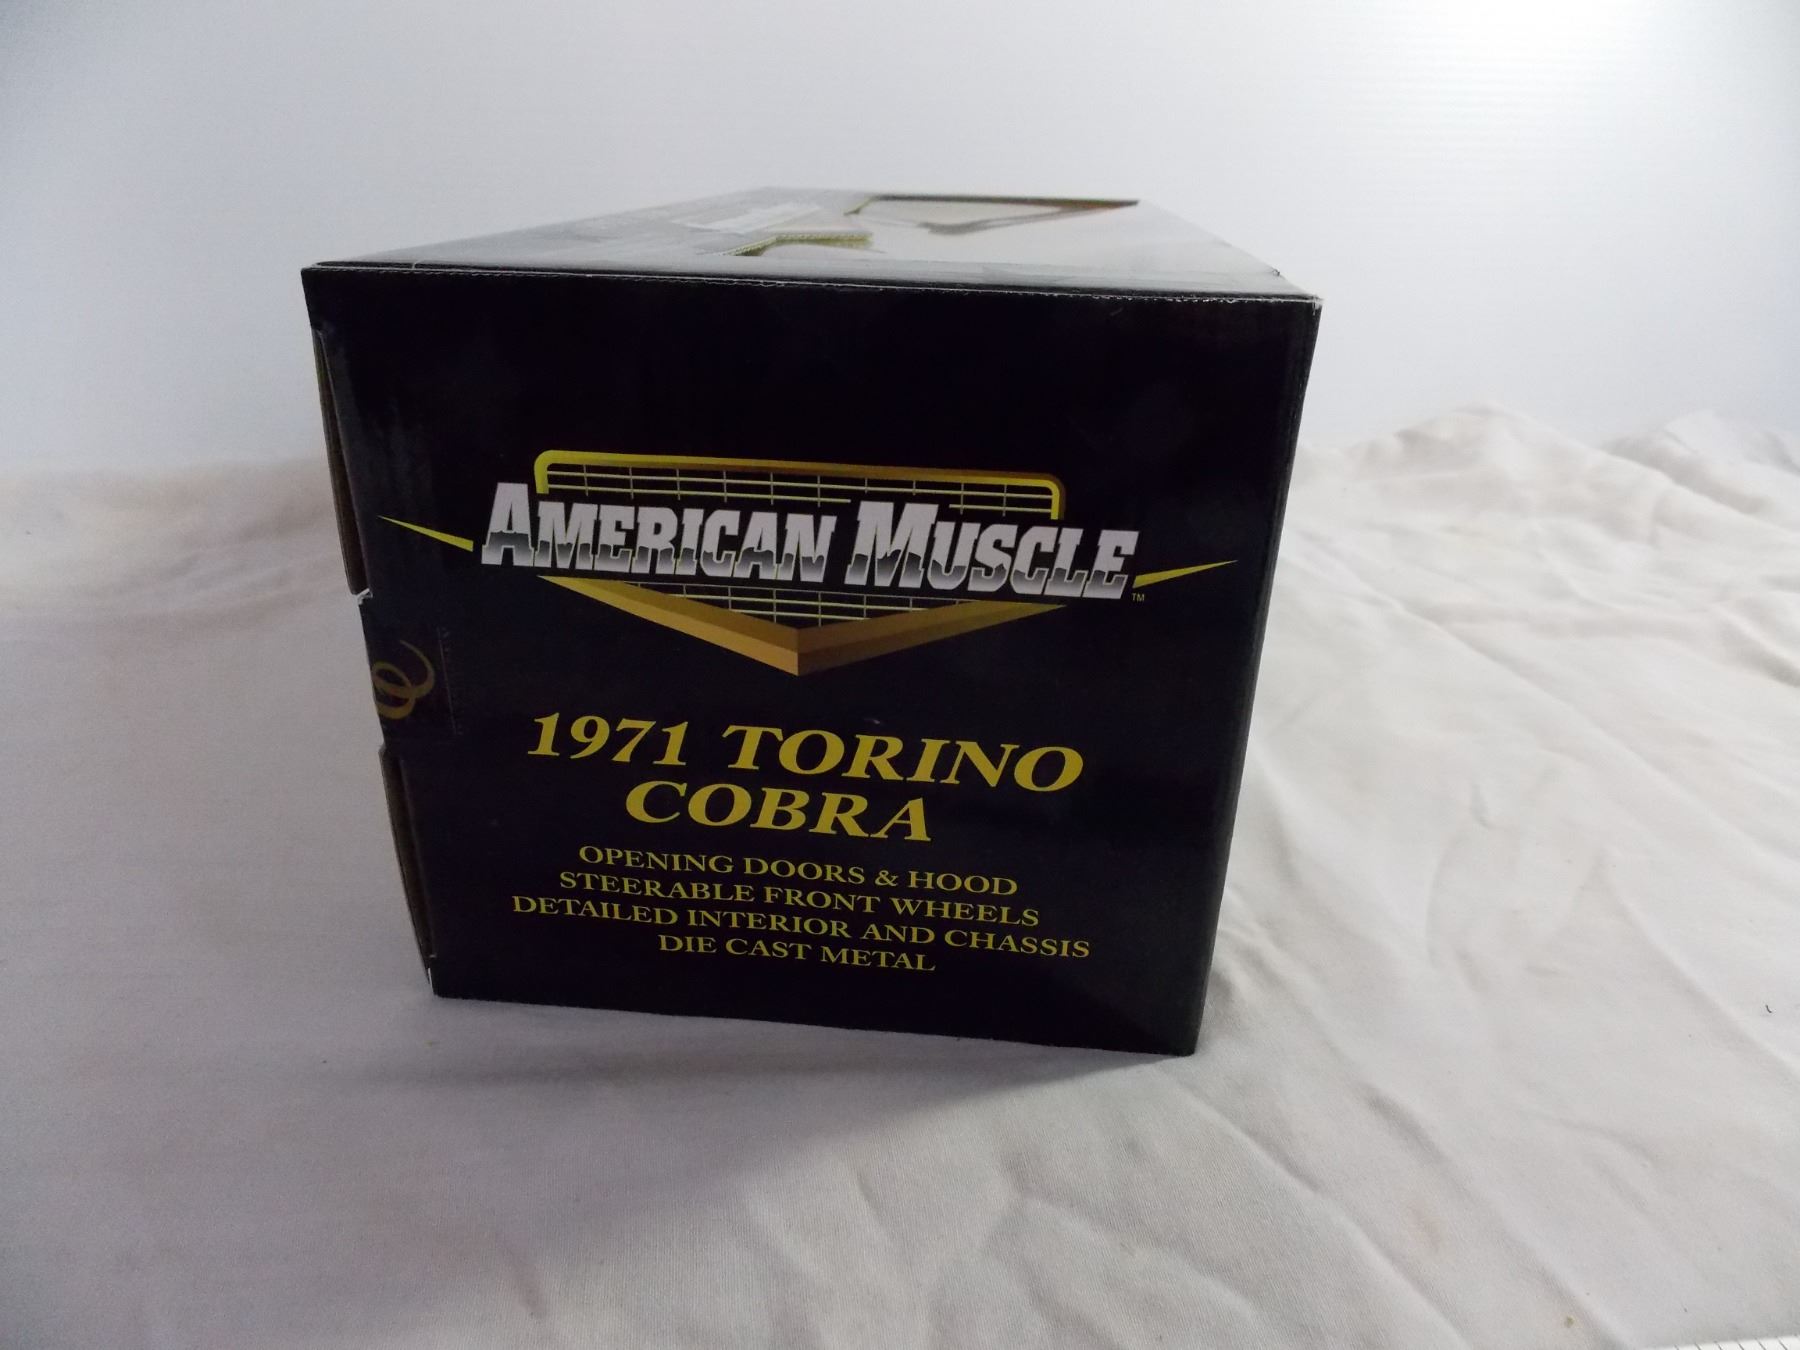 AMERICAN MUSCLE ™
1971 TORINO
COBRA
OPENING DOORS & HOOD
STEERABLE FRONT WHEELS
DETAILED INTERIOR AND CHASSIS
DIE CAST METAL